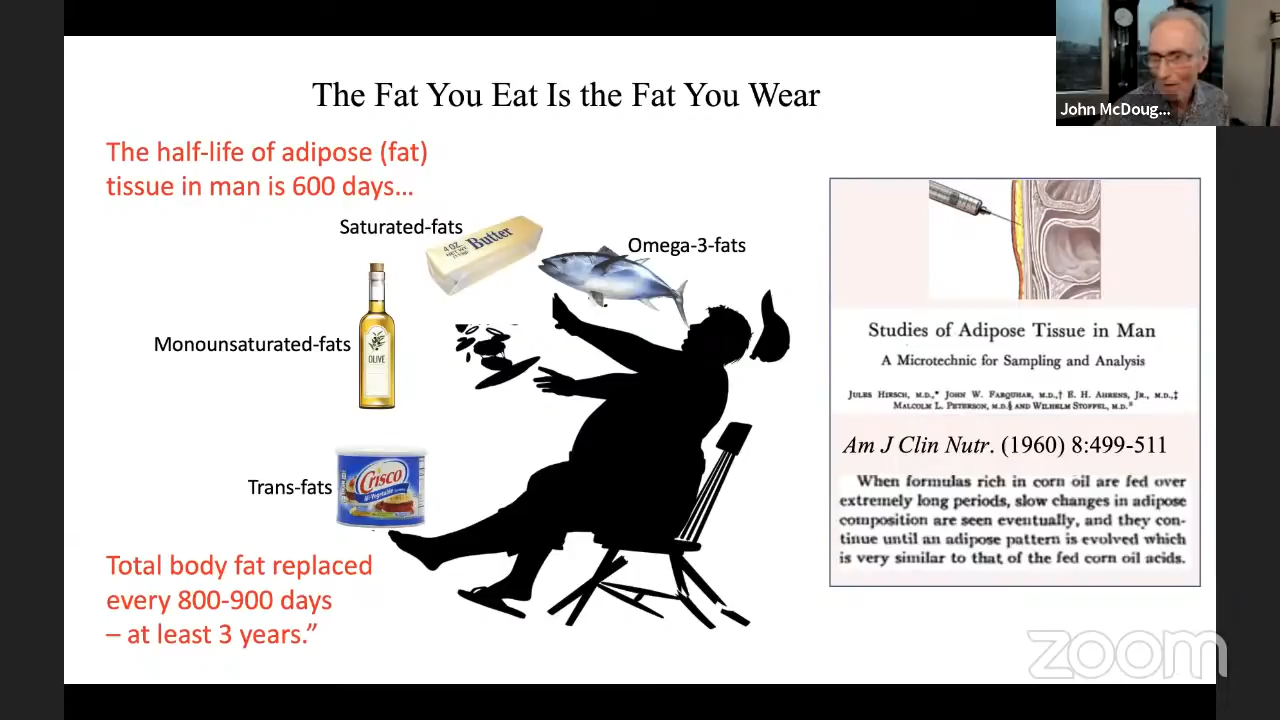 John McDoug...
The Fat You Eat Is the Fat You Wear
The half-life of adipose (fat)
tissue in man is 600 days...
Saturated-fats
Butter
4 OZ
Omega-3-fats
Monounsaturated-fats
OLIVE
Trans-fats
Crisco
All-Vegetable
Total body fat replaced
every 800-900 days
– at least 3 years.”
Studies of Adipose Tissue in Man
A Microtechnic for Sampling and Analysis
JULES HIRSCH, M.D.,* JOHN W. FARQUHAR, M.D.,† E. H. AHRENS, JR., M.D.,‡
MALCOLM L. PETERSON, M.D.§ AND WILHELM STOFFEL, M.D.
Am J Clin Nutr. (1960) 8:499-511
When formulas rich in corn oil are fed over
extremely long periods, slow changes in adipose
composition are seen eventually, and they con-
tinue until an adipose pattern is evolved which
is very similar to that of the fed corn oil acids.
zoom